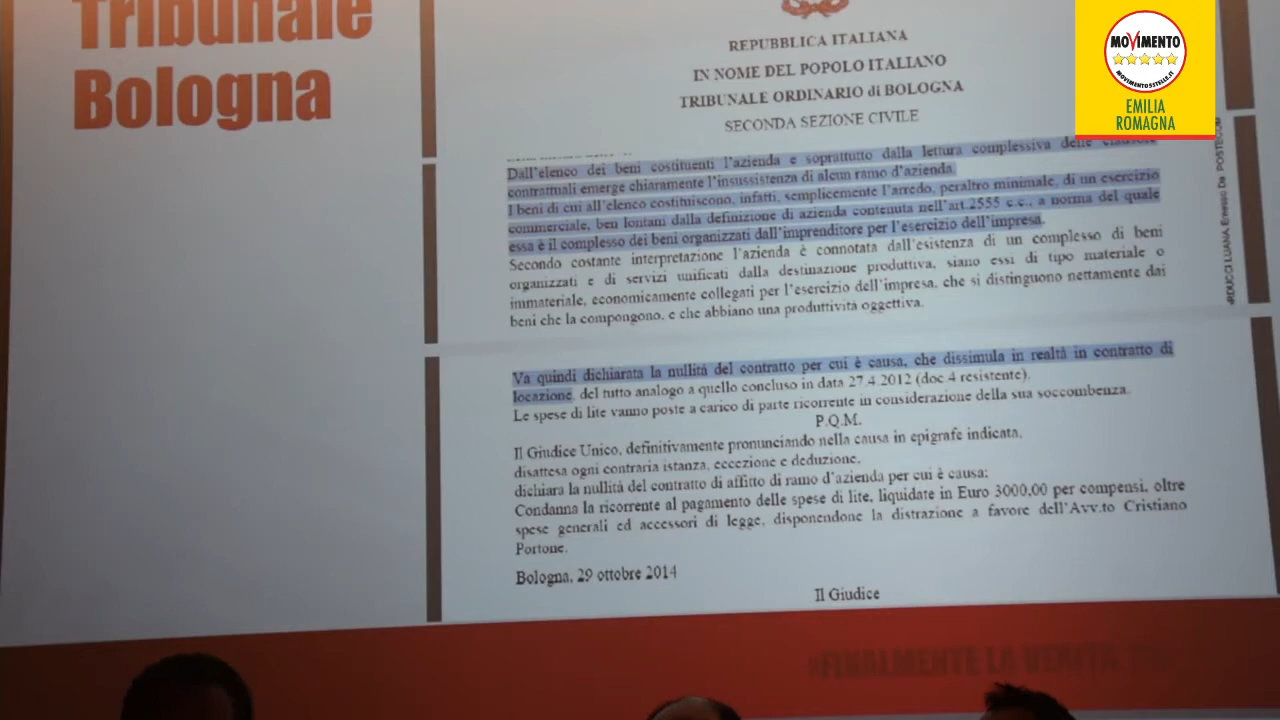 Tribunale
Bologna
REPUBBLICA ITALIANA
IN NOME DEL POPOLO ITALIANO
TRIBUNALE ORDINARIO di BOLOGNA
SECONDA SEZIONE CIVILE
Dall'elenco dei beni costituenti l'azienda e soprattutto dalla lettura complessiva delle clausole
contrattuali emerge chiaramente l'insussistenza di alcun ramo d'azienda.
I beni di cui all'elenco costituiscono, infatti, semplicemente l'arredo, peraltro minimale, di un esercizio
commerciale, ben lontani dalla definizione di azienda contenuta nell'art.2555 c.c., a norma del quale
essa è il complesso dei beni organizzati dall'imprenditore per l'esercizio dell'impresa.
Secondo costante interpretazione l'azienda è connotata dall'esistenza di un complesso di beni
organizzati e di servizi unificati dalla destinazione produttiva, siano essi di tipo materiale o
immateriale, economicamente collegati per l'esercizio dell'impresa, che si distinguono nettamente dai
beni che la compongono, e che abbiano una produttività oggettiva.
Va quindi dichiarata la nullità del contratto per cui è causa, che dissimula in realtà in contratto di
locazione, del tutto analogo a quello concluso in data 27.4.2012 (doc.4 resistente).
Le spese di lite vanno poste a carico di parte ricorrente in considerazione della sua soccombenza.
P.Q.M.
Il Giudice Unico, definitivamente pronunciando nella causa in epigrafe indicata,
disattesa ogni contraria istanza, eccezione e deduzione,
dichiara la nullità del contratto di affitto di ramo d'azienda per cui è causa;
Condanna la ricorrente al pagamento delle spese di lite, liquidate in Euro 3000,00 per compensi, oltre
spese generali ed accessori di legge, disponendone la distrazione a favore dell'Avv.to Cristiano
Portone.
Bologna, 29 ottobre 2014
Il Giudice
RDUCCI LUANA Emesso Da: POSTECOM
FINALMENTE LA VERITÀ
MOVIMENTO
MOVIMENTO5STELLE.IT
EMILIA
ROMAGNA